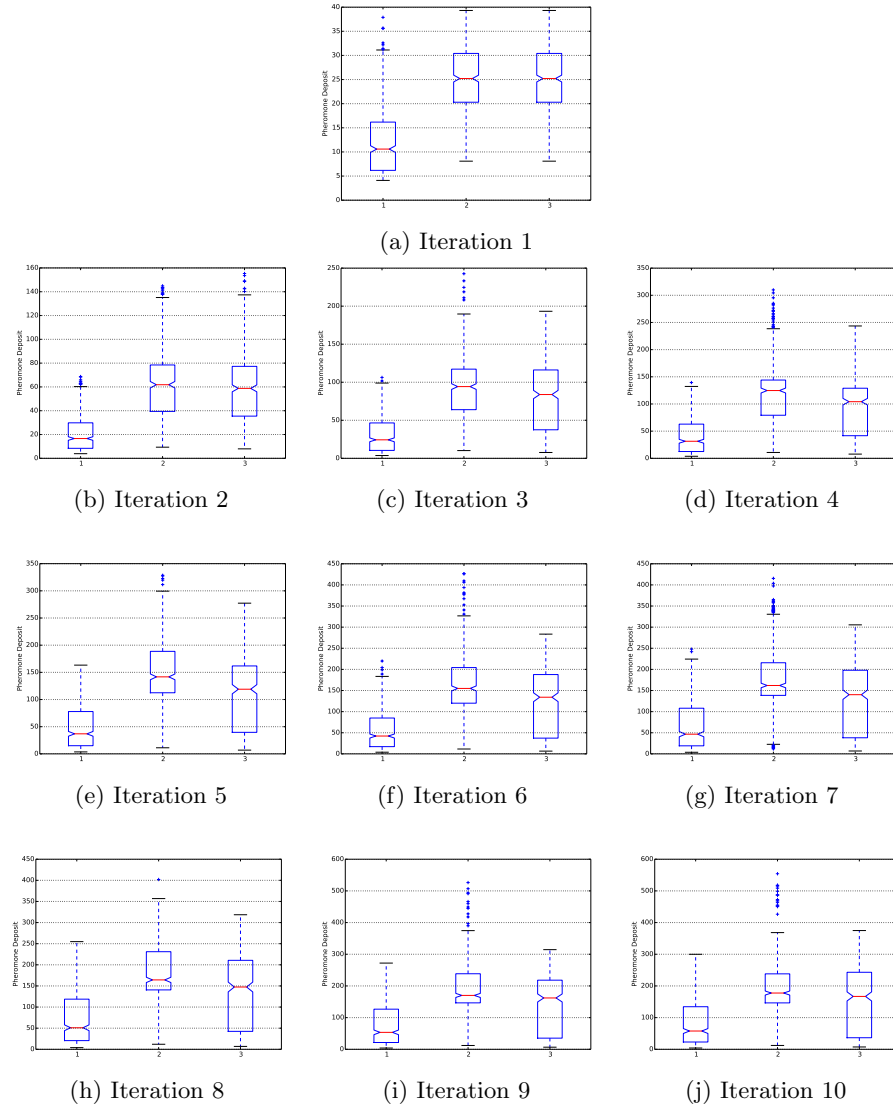 40
35
30
25
20
15
10
5
0
Pheromone Deposit
1 2 3
(a) Iteration 1
160
140
120
100
80
60
40
20
0
Pheromone Deposit
1 2 3
250
200
150
100
50
0
Pheromone Deposit
1 2 3
350
300
250
200
150
100
50
0
Pheromone Deposit
1 2 3
(b) Iteration 2
(c) Iteration 3
(d) Iteration 4
350
300
250
200
150
100
50
0
Pheromone Deposit
1 2 3
450
400
350
300
250
200
150
100
50
0
Pheromone Deposit
1 2 3
450
400
350
300
250
200
150
100
50
0
Pheromone Deposit
1 2 3
(e) Iteration 5
(f) Iteration 6
(g) Iteration 7
450
400
350
300
250
200
150
100
50
0
Pheromone Deposit
1 2 3
600
500
400
300
200
100
0
Pheromone Deposit
1 2 3
600
500
400
300
200
100
0
Pheromone Deposit
1 2 3
(h) Iteration 8
(i) Iteration 9
(j) Iteration 10